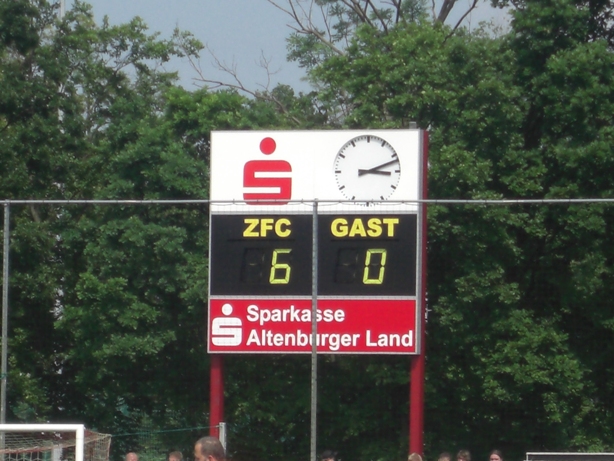 ZFC GAST
6 0
Sparkasse
Altenburger Land